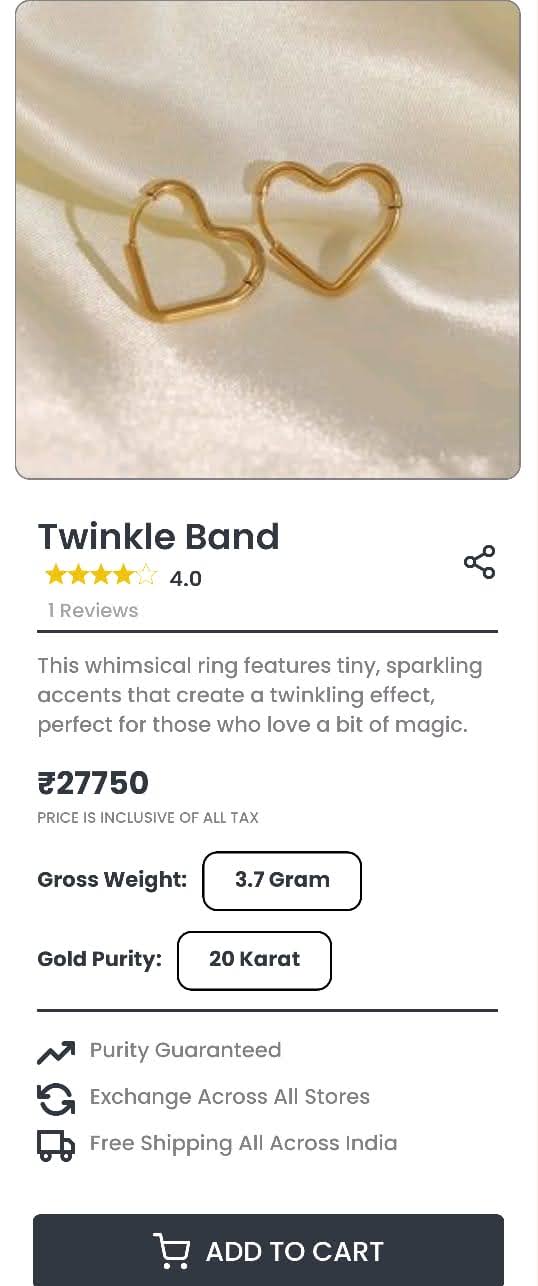 Twinkle Band
4.0
1 Reviews
This whimsical ring features tiny, sparkling
accents that create a twinkling effect,
perfect for those who love a bit of magic.
₹27750
PRICE IS INCLUSIVE OF ALL TAX
Gross Weight: 3.7 Gram
Gold Purity: 20 Karat
Purity Guaranteed
Exchange Across All Stores
Free Shipping All Across India
ADD TO CART